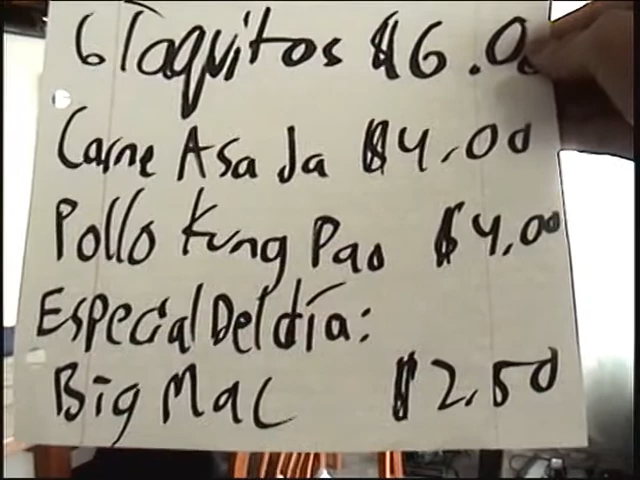 6 Taquitos $6.00
Carne Asada $4.00
Pollo Kung Pao $4.00
Especial Del día:
Big Mac $2.50